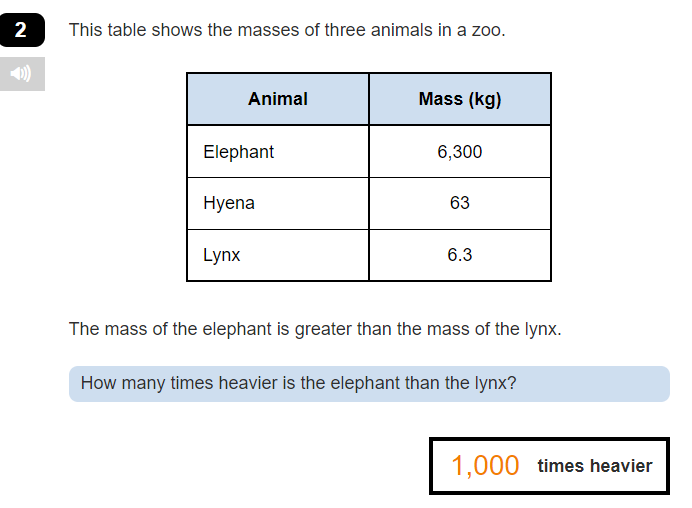 2
This table shows the masses of three animals in a zoo.
Animal Mass (kg)
Elephant 6,300
Hyena 63
Lynx 6.3
The mass of the elephant is greater than the mass of the lynx.
How many times heavier is the elephant than the lynx?
1,000 times heavier